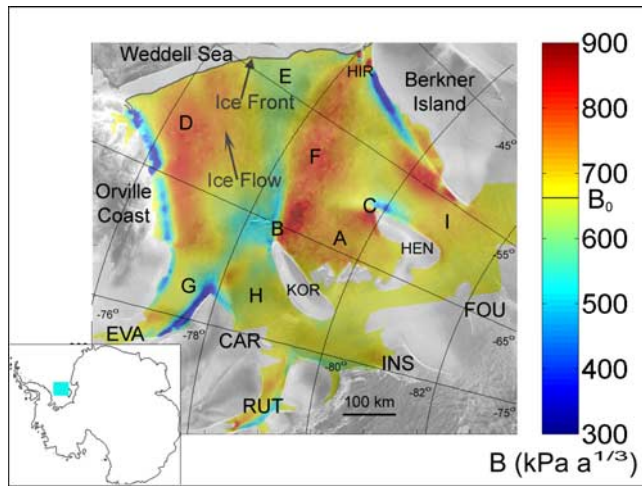 Weddell Sea
E
HIR
Berkner
Island
Ice Front
D
F
Ice Flow
Orville
Coast
-45°
C
I
B
A
HEN
-55°
G
H
KOR
FOU
-76°
EVA
-78°
CAR
-65°
-80°
INS
-82°
-75°
RUT
100 km
900
800
700
B₀
600
500
400
300
B (kPa a^1/3)